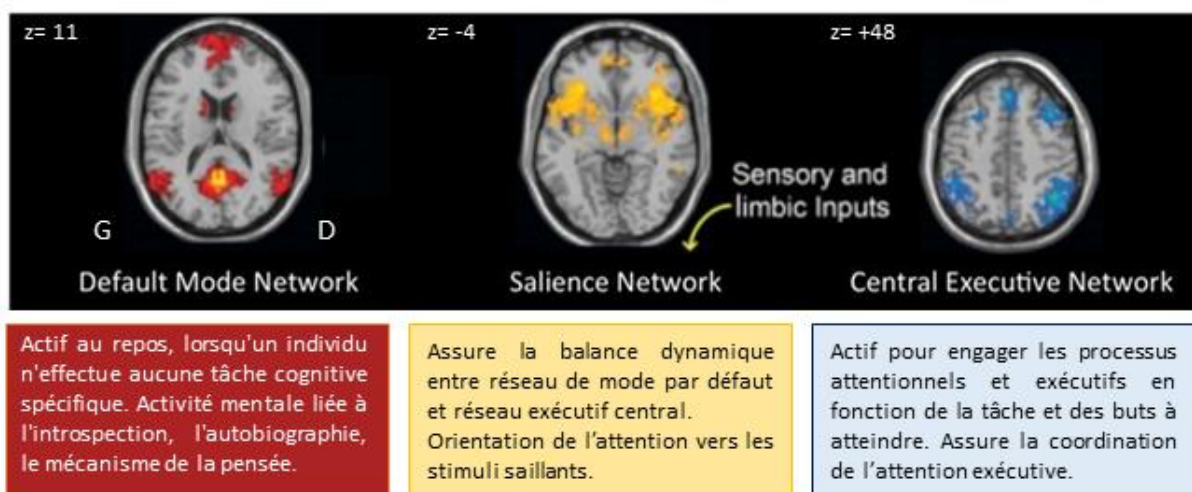 z= 11
z= -4
z= +48
Sensory and
limbic Inputs
G
D
Default Mode Network
Salience Network
Central Executive Network
Actif au repos, lorsqu'un individu
n'effectue aucune tâche cognitive
spécifique. Activité mentale liée à
l'introspection, l'autobiographie,
le mécanisme de la pensée.
Assure la balance dynamique
entre réseau de mode par défaut
et réseau exécutif central.
Orientation de l'attention vers les
stimuli saillants.
Actif pour engager les processus
attentionnels et exécutifs en
fonction de la tâche et des buts à
atteindre. Assure la coordination
de l'attention exécutive.